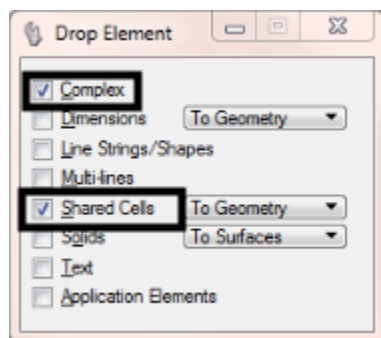 Drop Element
Complex
Dimensions To Geometry
Line Strings/Shapes
Multi-lines
Shared Cells To Geometry
Solids To Surfaces
Text
Application Elements